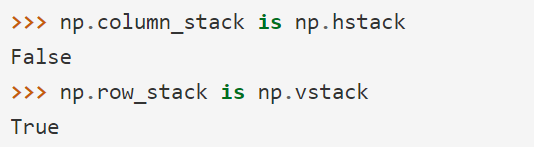 >>> np.column_stack is np.hstack
False
>>> np.row_stack is np.vstack
True